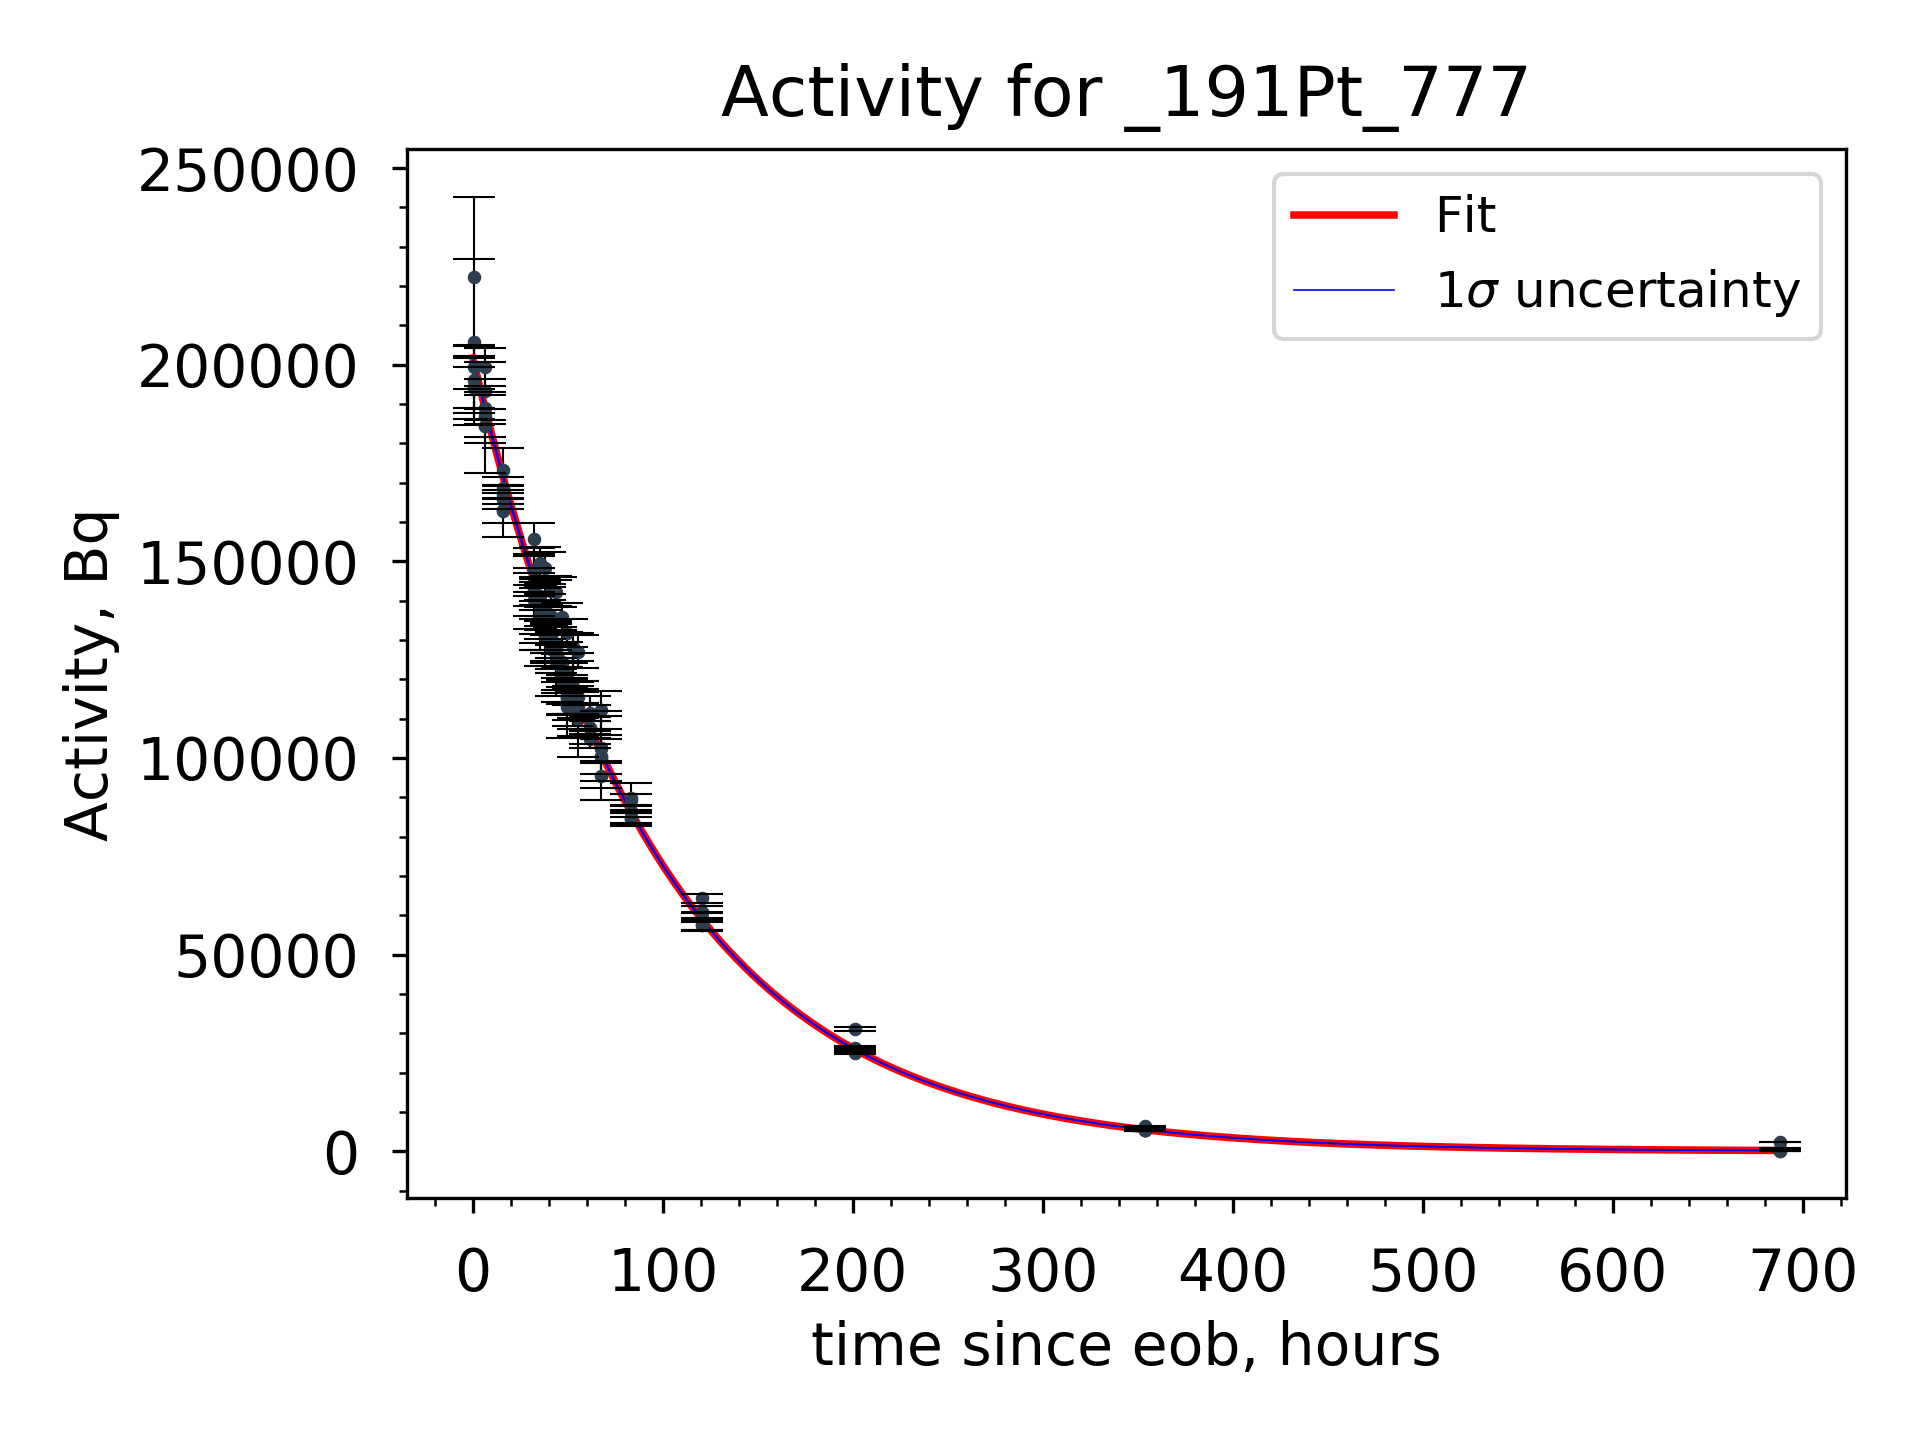 Activity for _191Pt_777
250000
200000
150000
100000
50000
0
Activity, Bq
Fit
1σ uncertainty
0 100 200 300 400 500 600 700
time since eob, hours